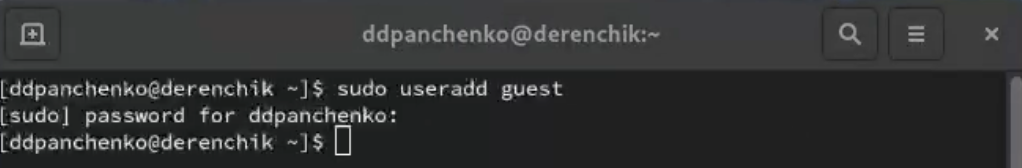 ddpanchenko@derenchik:~
[ddpanchenko@derenchik ~]$ sudo useradd guest
[sudo] password for ddpanchenko:
[ddpanchenko@derenchik ~]$